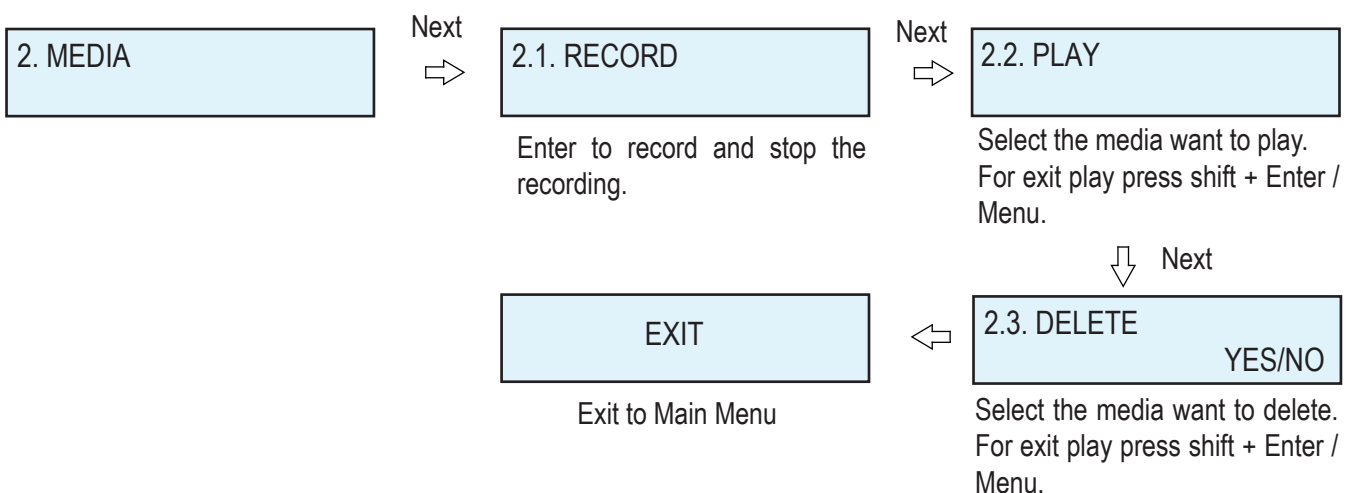 2. MEDIA
Next
2.1. RECORD
Enter to record and stop the
recording.
Next
2.2. PLAY
Select the media want to play.
For exit play press shift + Enter /
Menu.
Next
2.3. DELETE
YES/NO
Select the media want to delete.
For exit play press shift + Enter /
Menu.
EXIT
Exit to Main Menu